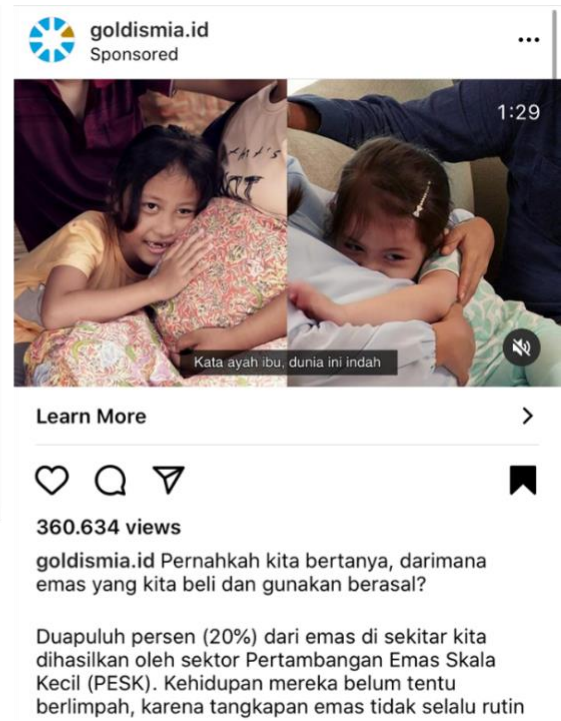 goldismia.id
Sponsored
1:29
Kata ayah ibu, dunia ini indah
Learn More
360.634 views
goldismia.id Pernahkah kita bertanya, darimana
emas yang kita beli dan gunakan berasal?
Duapuluh persen (20%) dari emas di sekitar kita
dihasilkan oleh sektor Pertambangan Emas Skala
Kecil (PESK). Kehidupan mereka belum tentu
berlimpah, karena tangkapan emas tidak selalu rutin